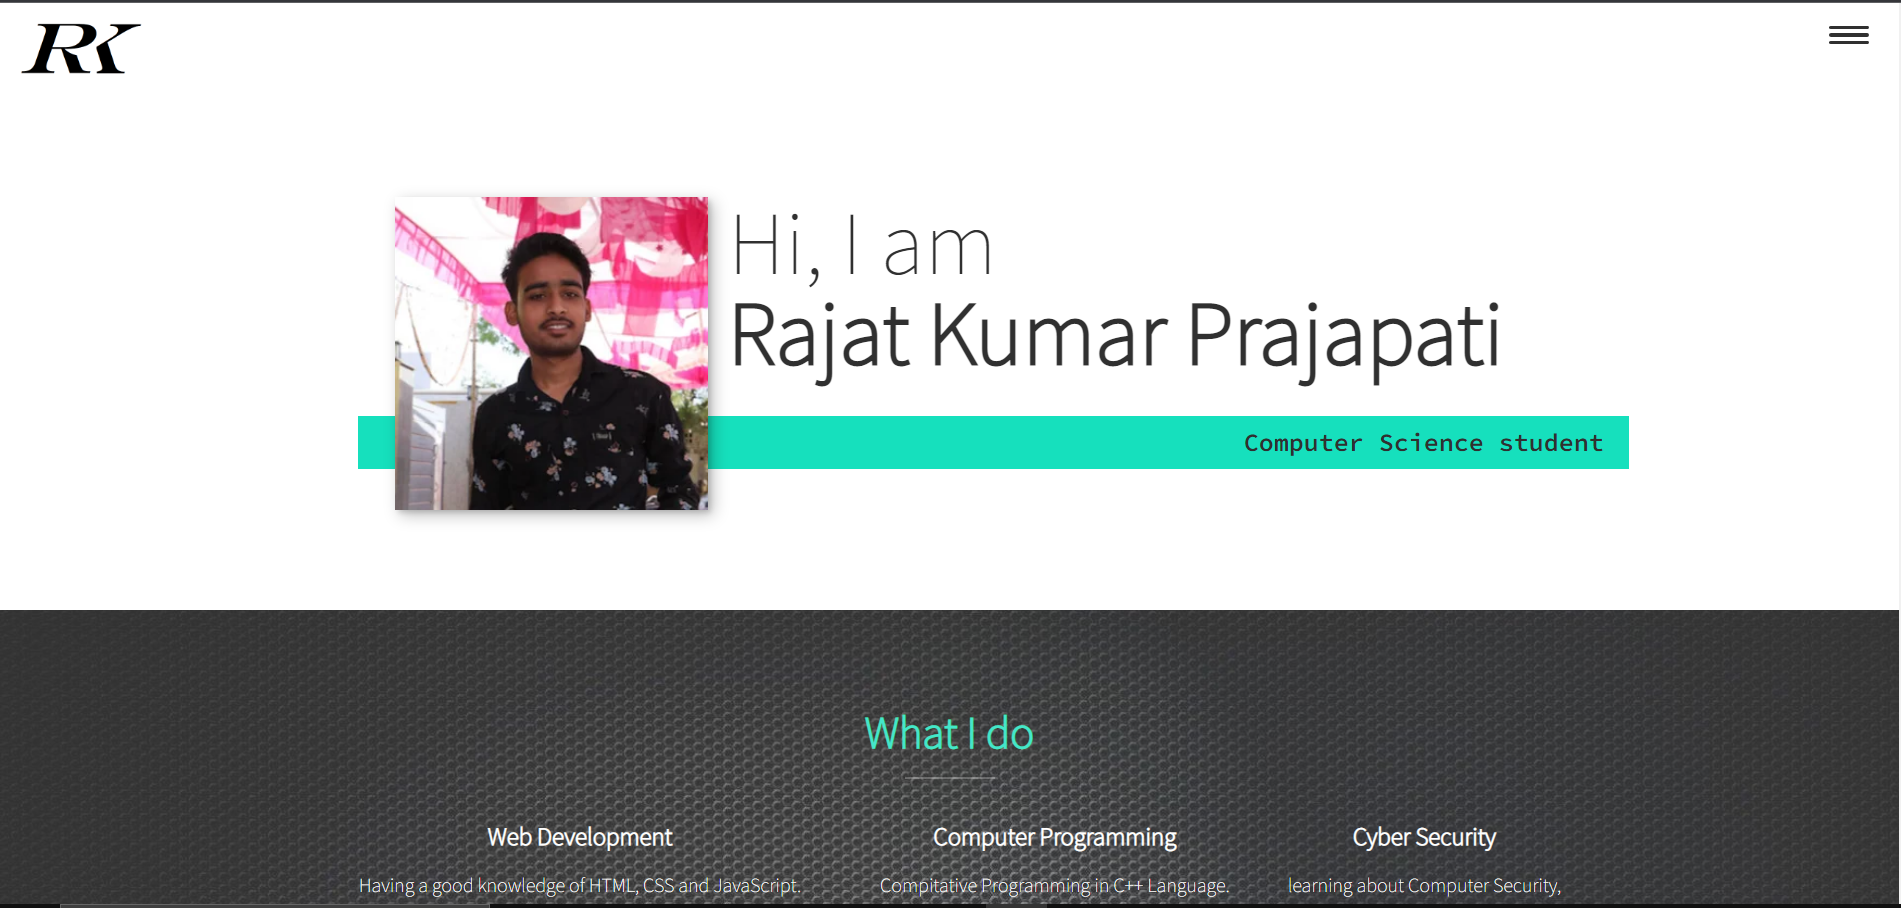 RK
Hi, I am
Rajat Kumar Prajapati
Computer Science student
What I do
Web Development
Computer Programming
Cyber Security
Having a good knowledge of HTML, CSS and JavaScript.
Compitative Programming in C++ Language.
learning about Computer Security,